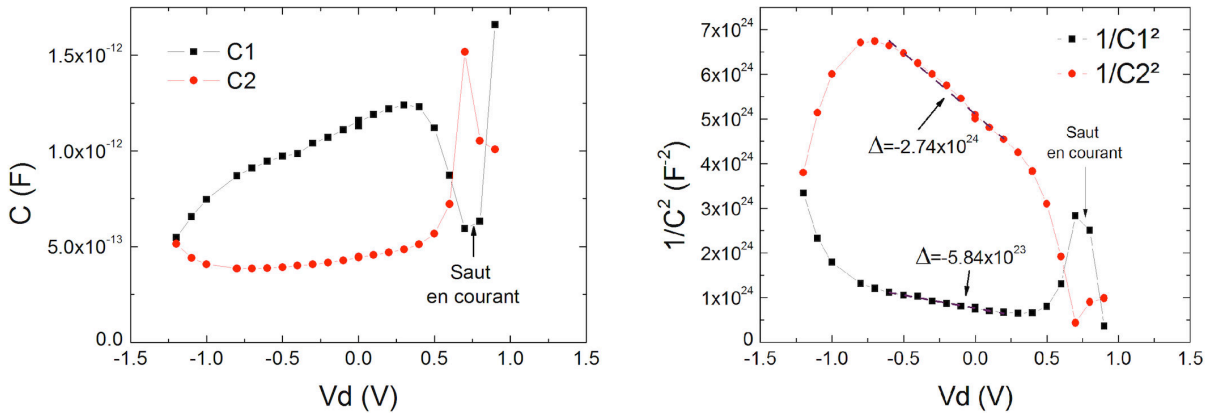 1.5x10⁻¹²
1.0x10⁻¹²
5.0x10⁻¹³
0.0
C (F)
C1
C2
Saut
en courant
-1.5 -1.0 -0.5 0.0 0.5 1.0 1.5
Vd (V)
7x10²⁴
6x10²⁴
5x10²⁴
4x10²⁴
3x10²⁴
2x10²⁴
1x10²⁴
0
1/C² (F⁻²)
1/C1²
1/C2²
Δ=-2.74x10²⁴
Saut
en courant
Δ=-5.84x10²³
-1.5 -1.0 -0.5 0.0 0.5 1.0 1.5
Vd (V)